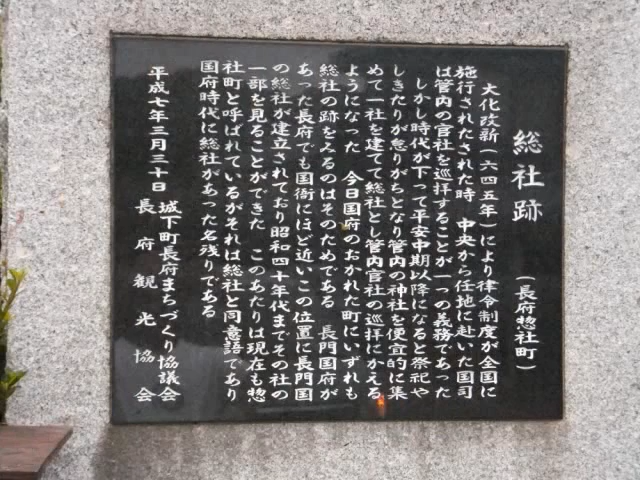 総社跡
(長府惣社町)
大化改新(六四五年)により律令制度が全国に
施行されたされた時 中央から任地に赴いた国司
は管内の官社を巡拝することが一つの義務であった
しかし時代が下って平安中期以降になると祭祀や
しきたりが怠りがちとなり管内の神社を便宜的に集
めて一社を建てて総社とし管内官社の巡拝にかえる
ようになった 今日国府のおかれた町にいずれも
総社の跡をみるのはそのためである 長門国府が
あった長府でも国衙にほど近いこの位置に長門国
の総社が建立されており昭和四十年代までその社の
一部を見ることができた このあたりは現在も惣
社町と呼ばれているがそれは総社と同意語であり
国府時代に総社があった名残りである
平成七年三月三十日
城下町長府まちづくり協議会
長府観光協会